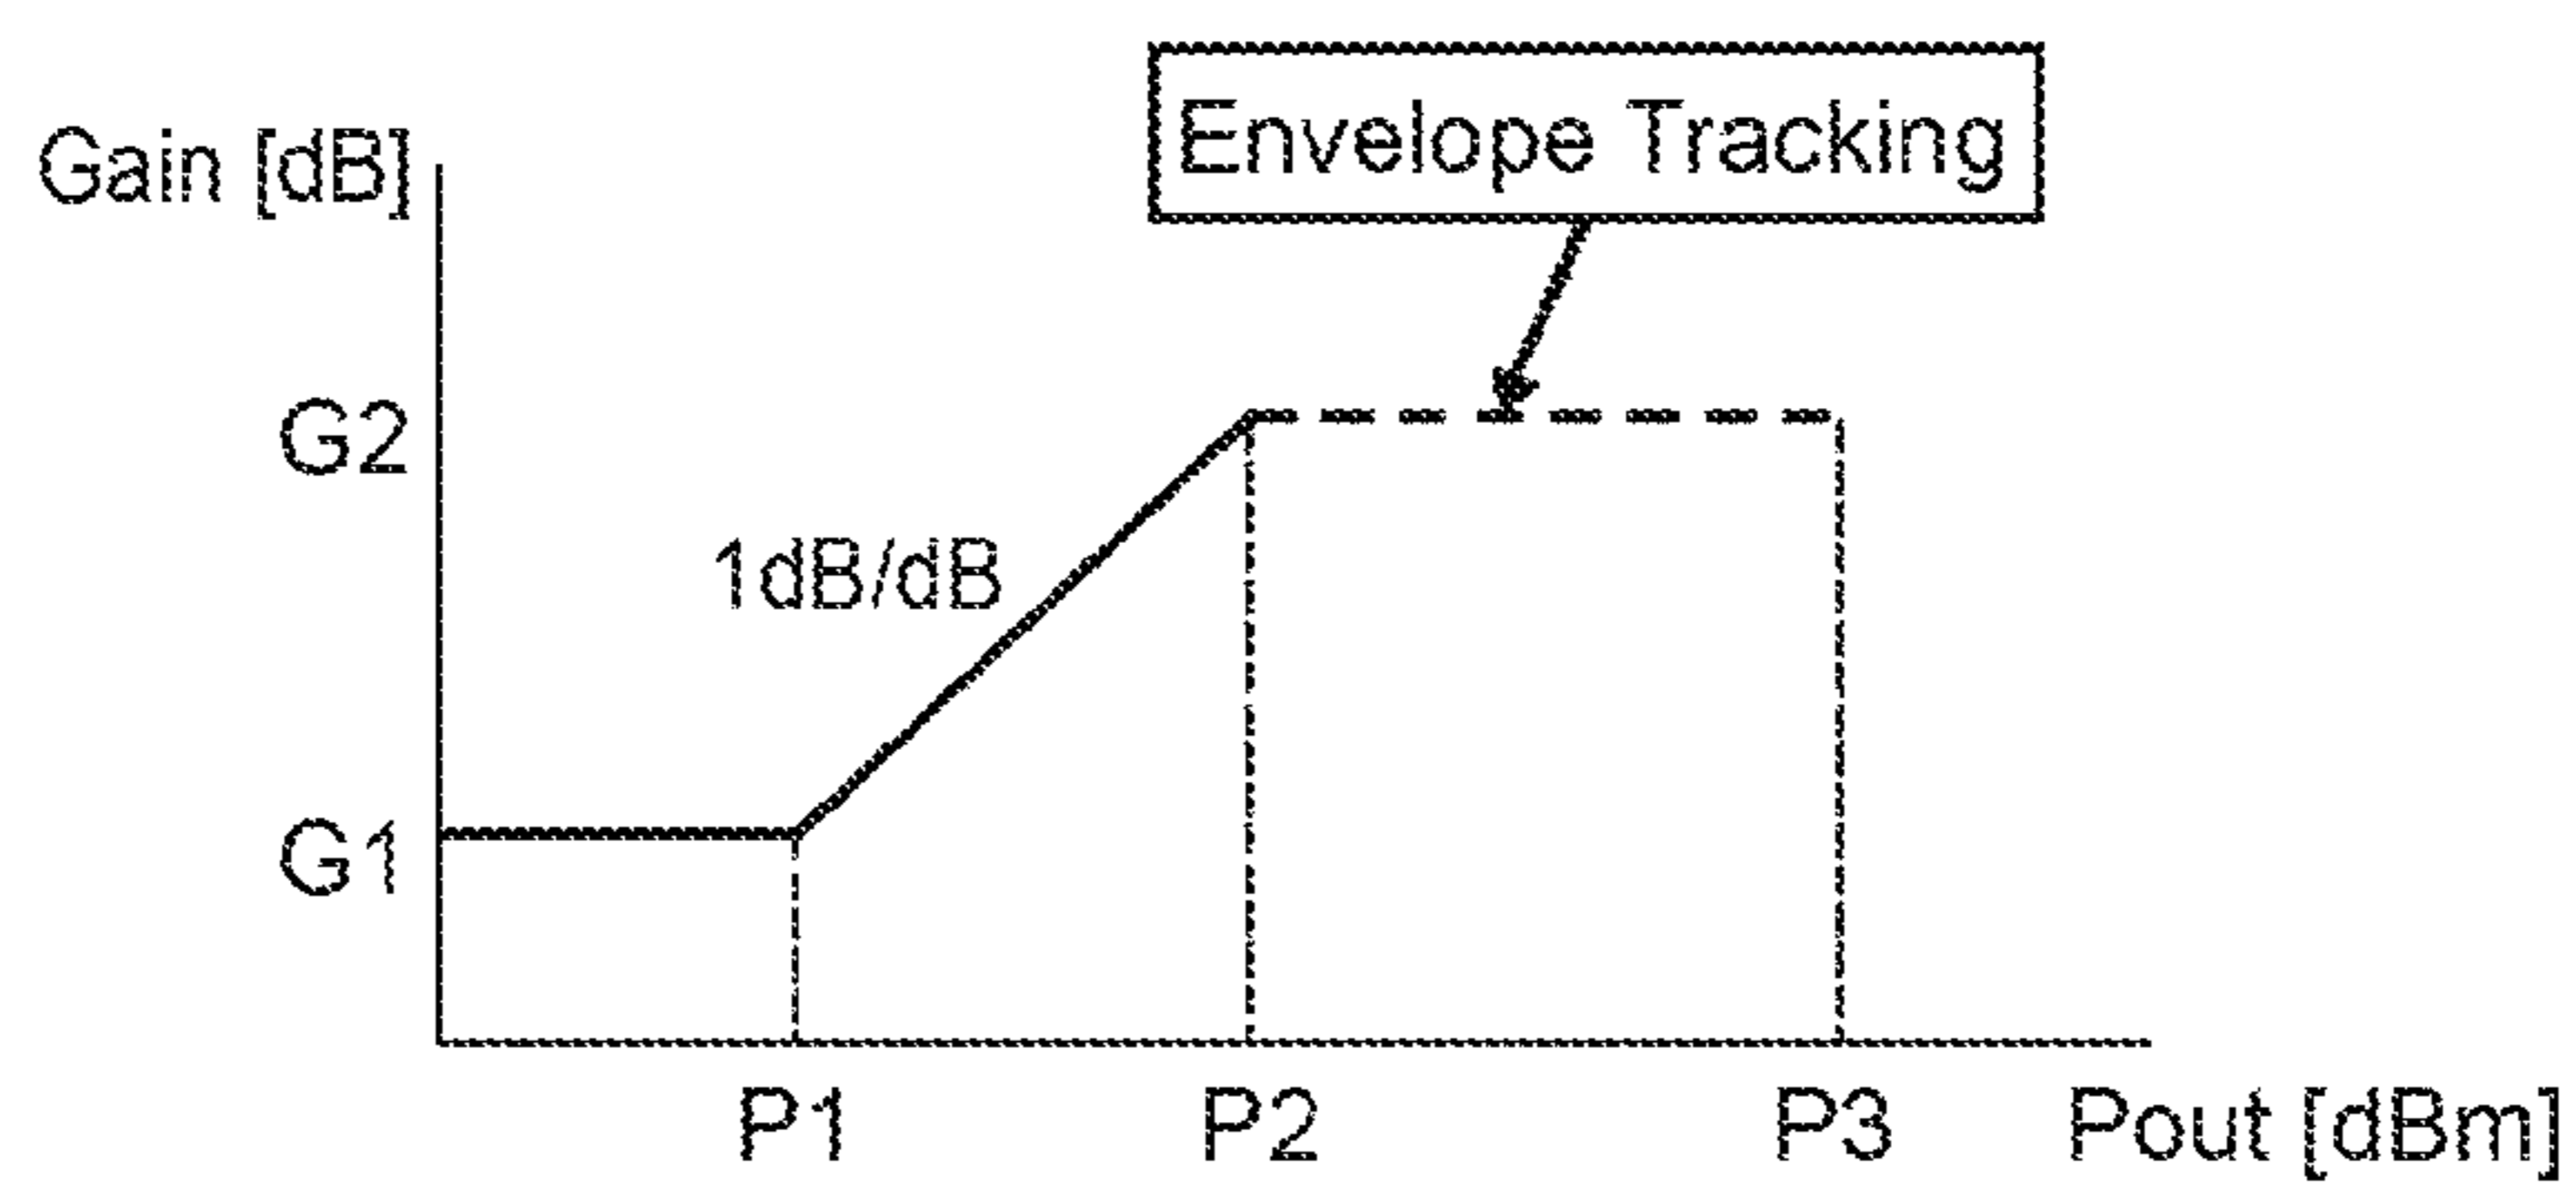 Envelope Tracking
Gain [dB]
G2
1dB/dB
G1
P1 P2 P3 Pout [dBm]